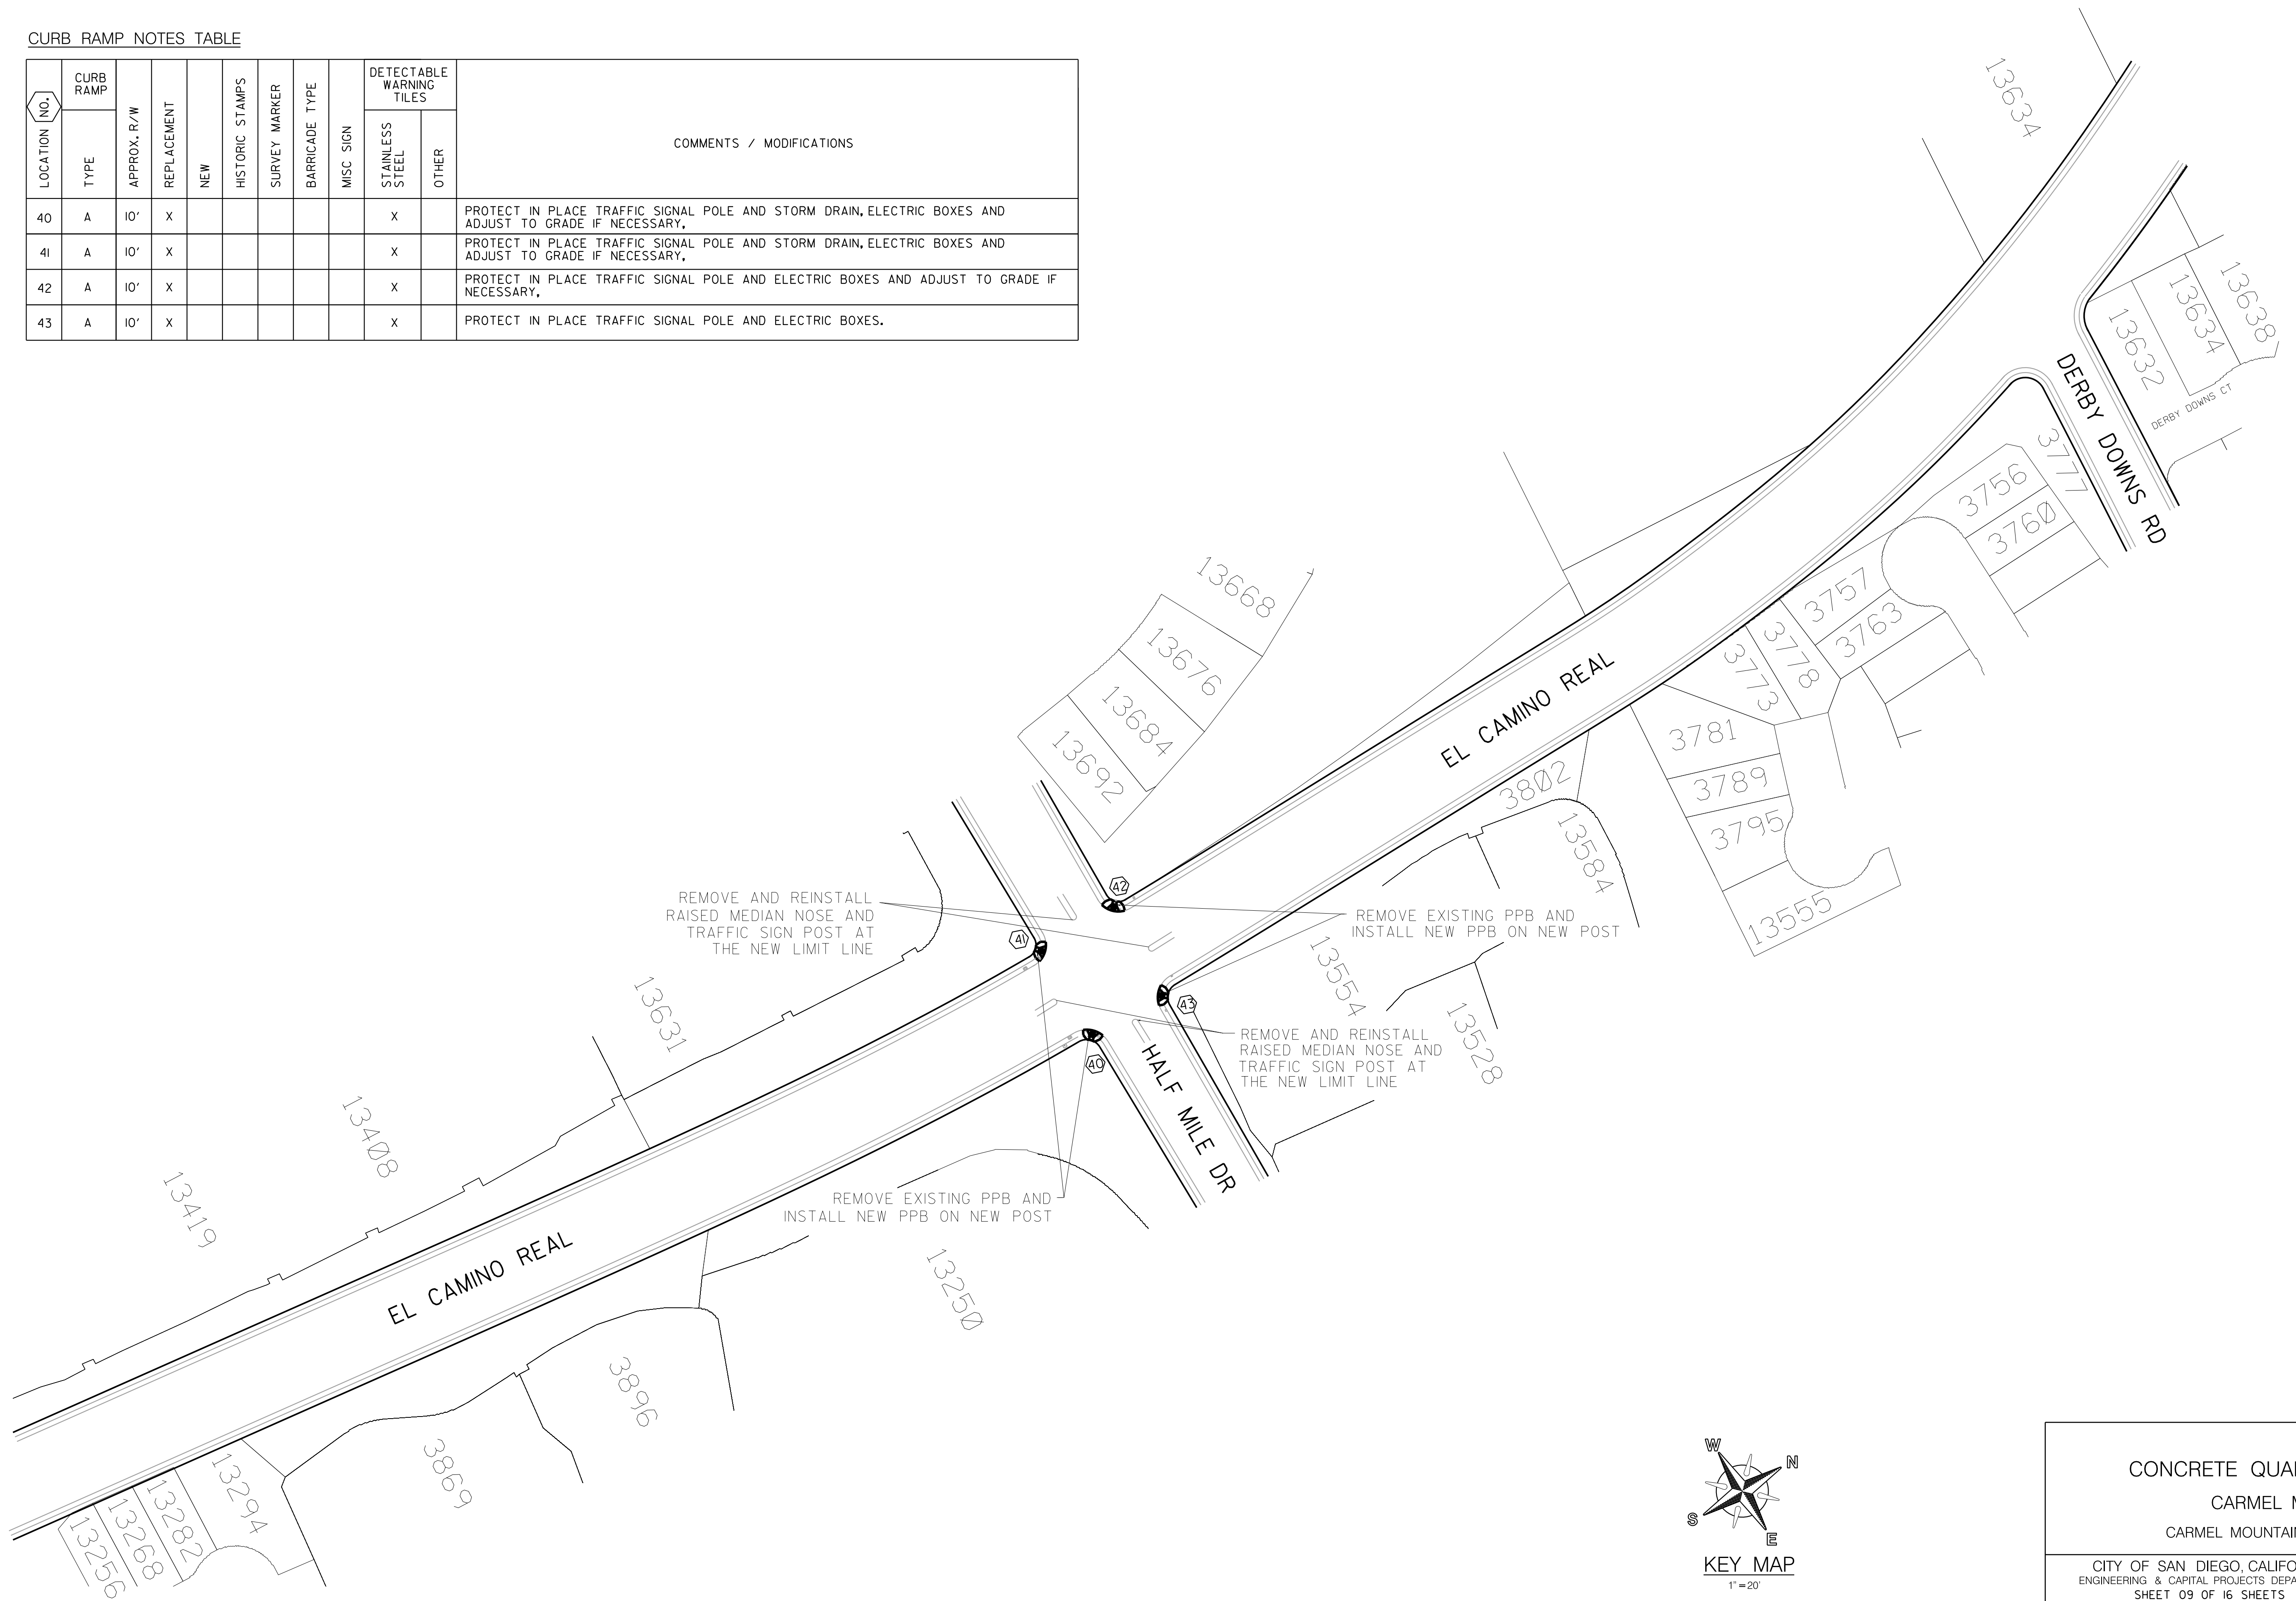 CURB RAMP NOTES TABLE
LOCATION NO.
CURB
RAMP
TYPE
APPROX. R/W
REPLACEMENT
NEW
HISTORIC STAMPS
SURVEY MARKER
BARRICADE TYPE
MISC SIGN
DETECTABLE
WARNING
TILES
STAINLESS
STEEL
OTHER
COMMENTS / MODIFICATIONS
40 A 10' X X PROTECT IN PLACE TRAFFIC SIGNAL POLE AND STORM DRAIN, ELECTRIC BOXES AND
ADJUST TO GRADE IF NECESSARY,
41 A 10' X X PROTECT IN PLACE TRAFFIC SIGNAL POLE AND STORM DRAIN, ELECTRIC BOXES AND
ADJUST TO GRADE IF NECESSARY,
42 A 10' X X PROTECT IN PLACE TRAFFIC SIGNAL POLE AND ELECTRIC BOXES AND ADJUST TO GRADE IF
NECESSARY,
43 A 10' X X PROTECT IN PLACE TRAFFIC SIGNAL POLE AND ELECTRIC BOXES.
13634
13638
13634
13632
DERBY DOWNS CT
DERBY DOWNS RD
3777
3756
3760
3757
3763
3778
3773
3781
3789
3795
13555
13668
13676
13684
13692
EL CAMINO REAL
3802
13584
42
41
REMOVE AND REINSTALL
RAISED MEDIAN NOSE AND
TRAFFIC SIGN POST AT
THE NEW LIMIT LINE
REMOVE EXISTING PPB AND
INSTALL NEW PPB ON NEW POST
13554
13528
43
40
REMOVE AND REINSTALL
RAISED MEDIAN NOSE AND
TRAFFIC SIGN POST AT
THE NEW LIMIT LINE
HALF MILE DR
13631
13408
13419
REMOVE EXISTING PPB AND
INSTALL NEW PPB ON NEW POST
EL CAMINO REAL
13250
3896
3869
13294
13282
13268
13256
W
N
S
E
KEY MAP
1"=20'
CONCRETE QUA
CARMEL M
CARMEL MOUNTAI
CITY OF SAN DIEGO, CALIFO
ENGINEERING & CAPITAL PROJECTS DEPA
SHEET 09 OF 16 SHEETS